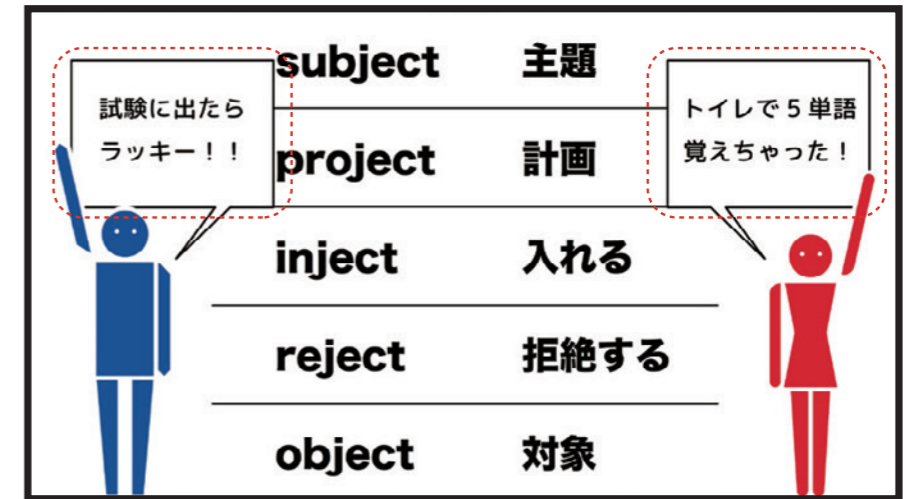 subject 主題
試験に出たら
ラッキー！！
トイレで5単語
覚えちゃった！
project 計画
inject 入れる
reject 拒絶する
object 対象